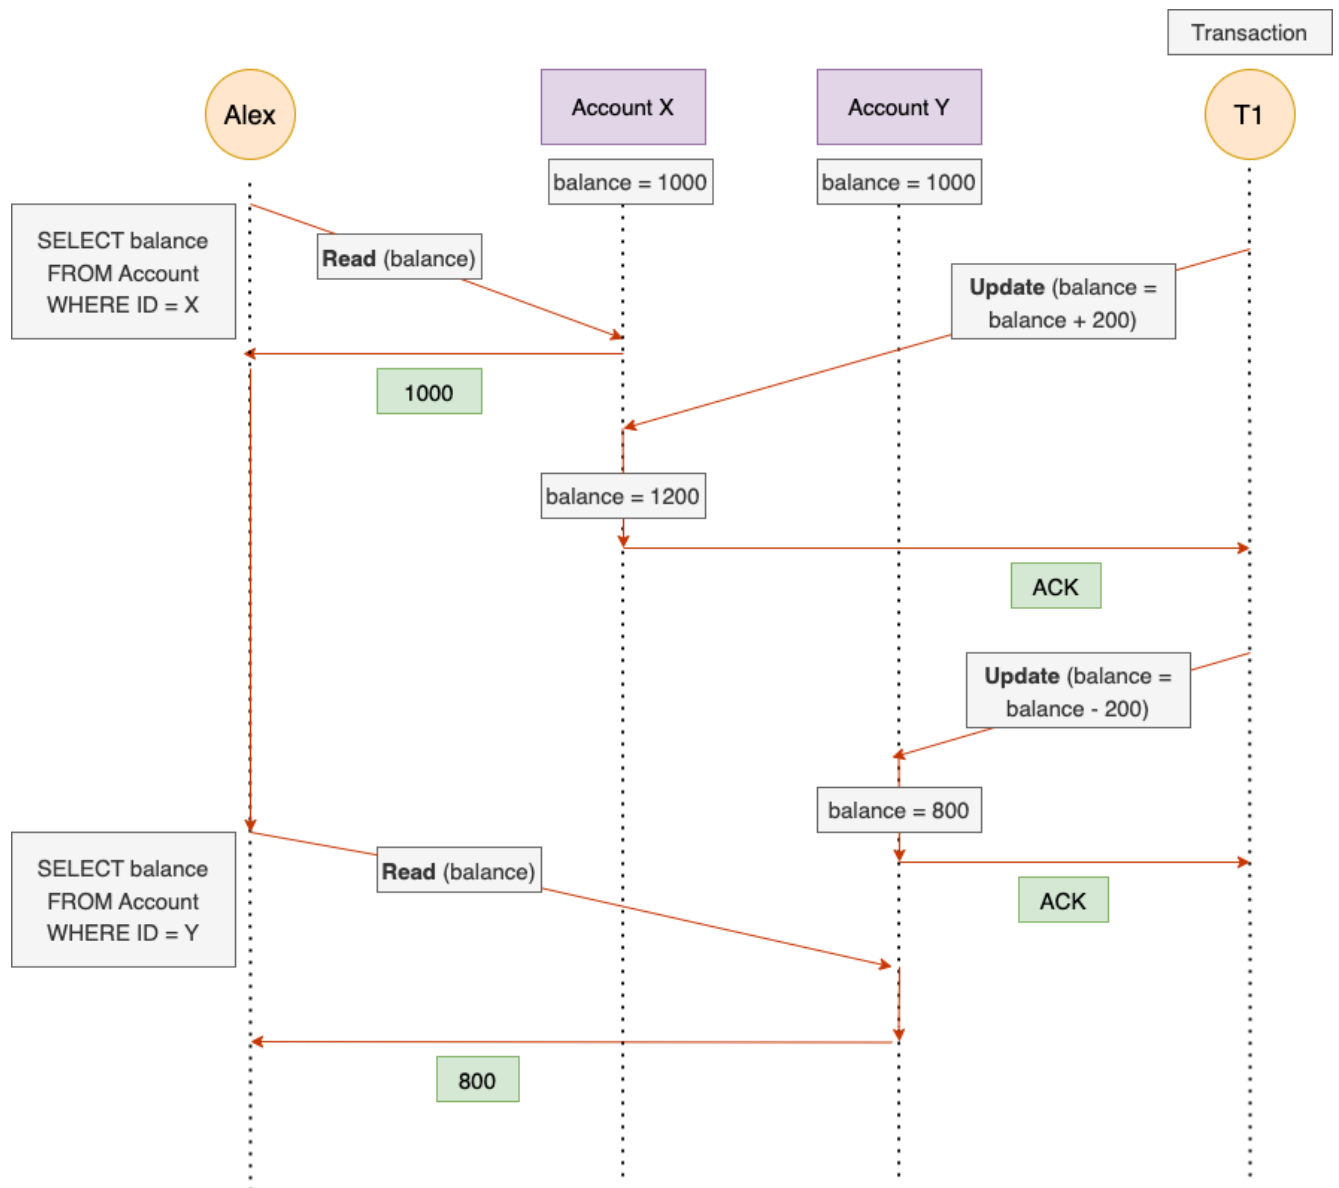 Transaction
Alex
Account X
Account Y
T1
balance = 1000
balance = 1000
SELECT balance
FROM Account
WHERE ID = X
Read (balance)
Update (balance =
balance + 200)
1000
balance = 1200
ACK
Update (balance =
balance - 200)
balance = 800
SELECT balance
FROM Account
WHERE ID = Y
Read (balance)
ACK
800